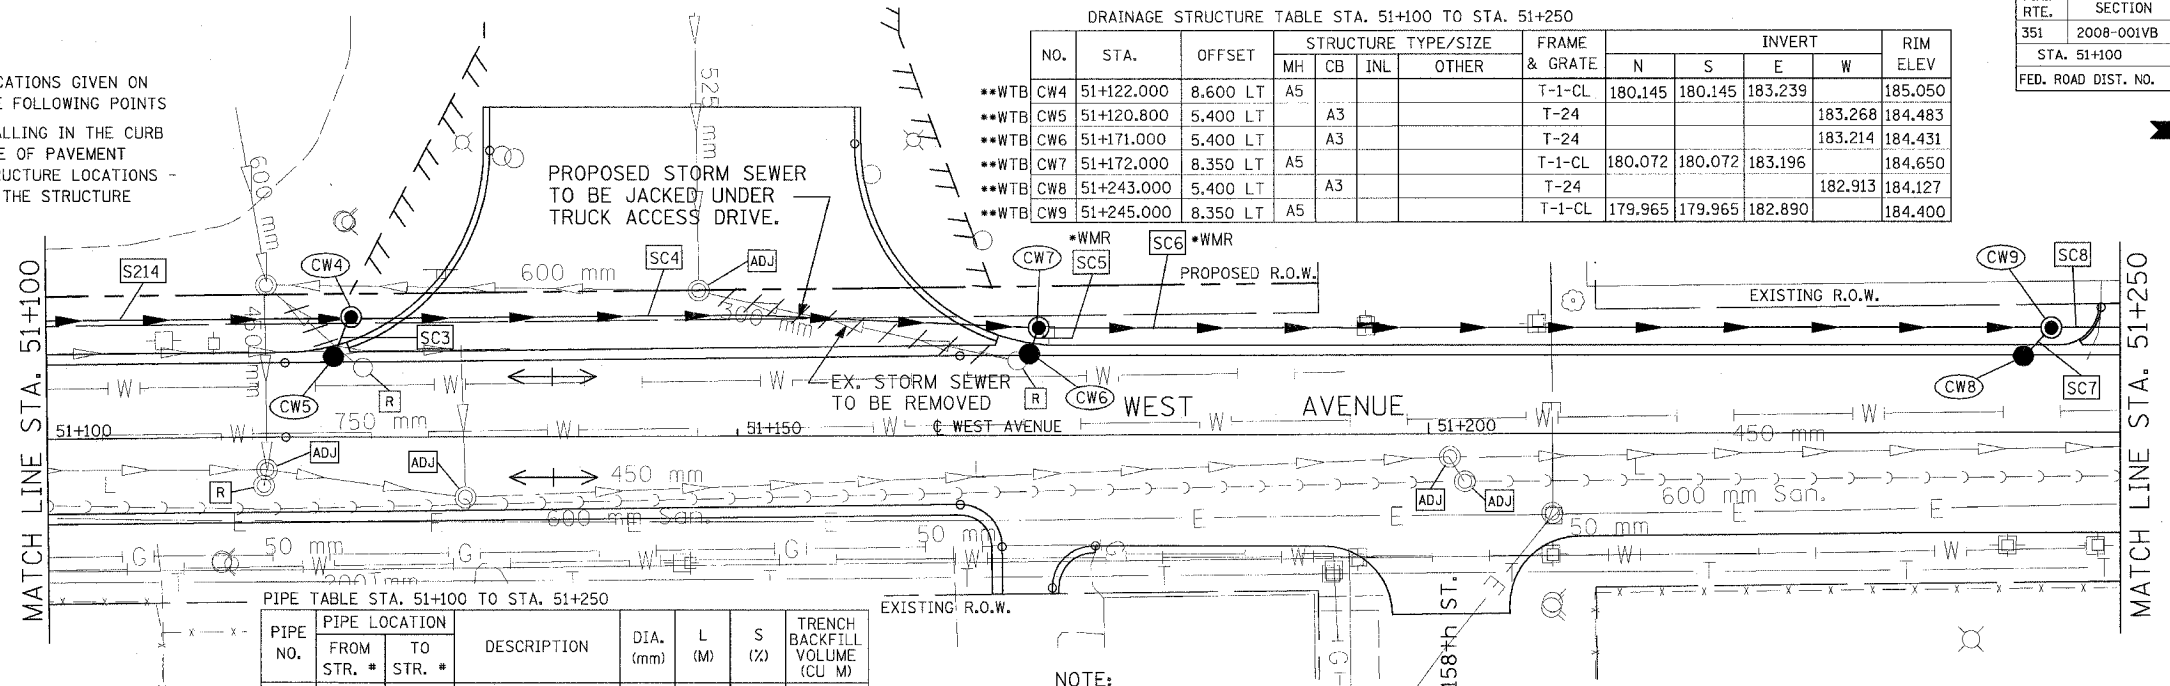 DRAINAGE STRUCTURE TABLE STA. 51+100 TO STA. 51+250
NO. STA. OFFSET STRUCTURE TYPE/SIZE FRAME & GRATE INVERT RIM ELEV
MH CB INL OTHER N S E W
**WTB CW4 51+122.000 8.600 LT A5 T-1-CL 180.145 180.145 183.239 185.050
**WTB CW5 51+120.800 5.400 LT A3 T-24 183.268 184.483
**WTB CW6 51+171.000 5.400 LT A3 T-24 183.214 184.431
**WTB CW7 51+172.000 8.350 LT A5 T-1-CL 180.072 180.072 183.196 184.650
**WTB CW8 51+243.000 5.400 LT A3 T-24 182.913 184.127
**WTB CW9 51+245.000 8.350 LT A5 T-1-CL 179.965 179.965 182.890 184.400
RTE. SECTION
351 2008-001VB
STA. 51+100
FED. ROAD DIST. NO.
CATIONS GIVEN ON
E FOLLOWING POINTS
ALLING IN THE CURB
E OF PAVEMENT
RUCTURE LOCATIONS -
THE STRUCTURE
TT TT TT TT
525 mm
600 mm
PROPOSED STORM SEWER
TO BE JACKED UNDER
TRUCK ACCESS DRIVE.
MATCH LINE STA. 51+100
S214
CW4
600 mm
SC4
ADJ
CW7
*WMR
SC5
SC6
*WMR
PROPOSED R.O.W.
EXISTING R.O.W.
CW9
SC8
MATCH LINE STA. 51+250
450 mm
SC3
300 mm
CW5
R
EX. STORM SEWER
TO BE REMOVED
R
CW6
WEST AVENUE
CW8
SC7
W W W W W
51+100
750 mm
51+150
℄ WEST AVENUE
51+200
450 mm
W W W W W W
ADJ
R
ADJ
450 mm
ADJ
ADJ
600 mm San.
L L
600 mm San.
E E E E E E E E
50 mm
50 mm
50 mm
G W G W G W W W W
T T T T T T T
200 mm
EXISTING R.O.W.
158th ST.
G
PIPE TABLE STA. 51+100 TO STA. 51+250
PIPE NO. PIPE LOCATION DESCRIPTION DIA. (mm) L (M) S (%) TRENCH BACKFILL VOLUME (CU M)
FROM STR. # TO STR. #
NOTE: